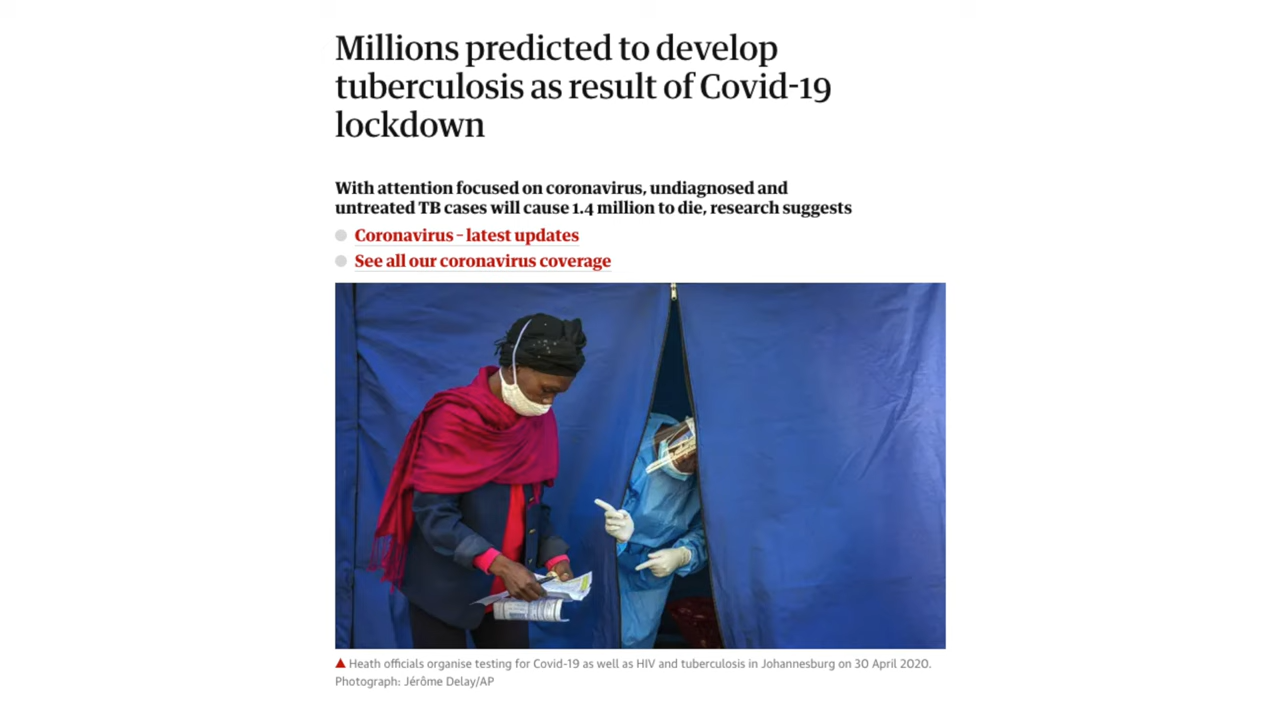 Millions predicted to develop
tuberculosis as result of Covid-19
lockdown
With attention focused on coronavirus, undiagnosed and
untreated TB cases will cause 1.4 million to die, research suggests
Coronavirus – latest updates
See all our coronavirus coverage
Heath officials organise testing for Covid-19 as well as HIV and tuberculosis in Johannesburg on 30 April 2020.
Photograph: Jérôme Delay/AP